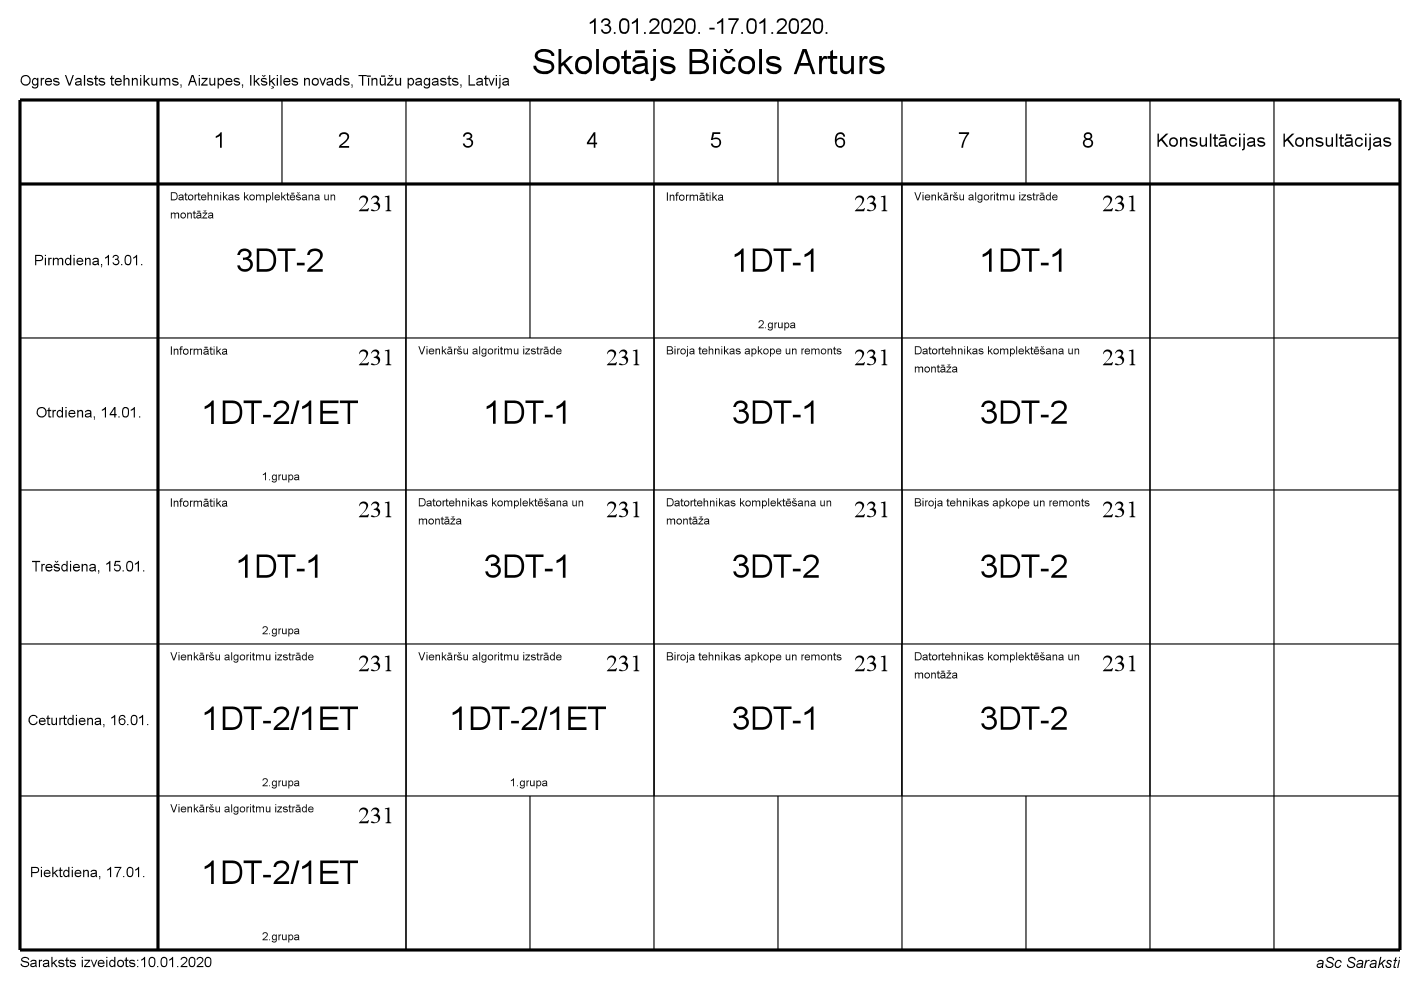 13.01.2020. -17.01.2020.
Skolotājs Bičols Arturs
Ogres Valsts tehnikums, Aizupes, Ikšķiles novads, Tīnūžu pagasts, Latvija
1 2 3 4 5 6 7 8 Konsultācijas Konsultācijas
Pirmdiena,13.01.
Datortehnikas komplektēšana un
montāža
231
3DT-2
Informātika
231
1DT-1
2.grupa
Vienkāršu algoritmu izstrāde
231
1DT-1
Otrdiena, 14.01.
Informātika
231
1DT-2/1ET
1.grupa
Vienkāršu algoritmu izstrāde
231
1DT-1
Biroja tehnikas apkope un remonts
231
3DT-1
Datortehnikas komplektēšana un
montāža
231
3DT-2
Trešdiena, 15.01.
Informātika
231
1DT-1
2.grupa
Datortehnikas komplektēšana un
montāža
231
3DT-1
Datortehnikas komplektēšana un
montāža
231
3DT-2
Biroja tehnikas apkope un remonts
231
3DT-2
Ceturtdiena, 16.01.
Vienkāršu algoritmu izstrāde
231
1DT-2/1ET
2.grupa
Vienkāršu algoritmu izstrāde
231
1DT-2/1ET
1.grupa
Biroja tehnikas apkope un remonts
231
3DT-1
Datortehnikas komplektēšana un
montāža
231
3DT-2
Piektdiena, 17.01.
Vienkāršu algoritmu izstrāde
231
1DT-2/1ET
2.grupa
Saraksts izveidots:10.01.2020
aSc Saraksti